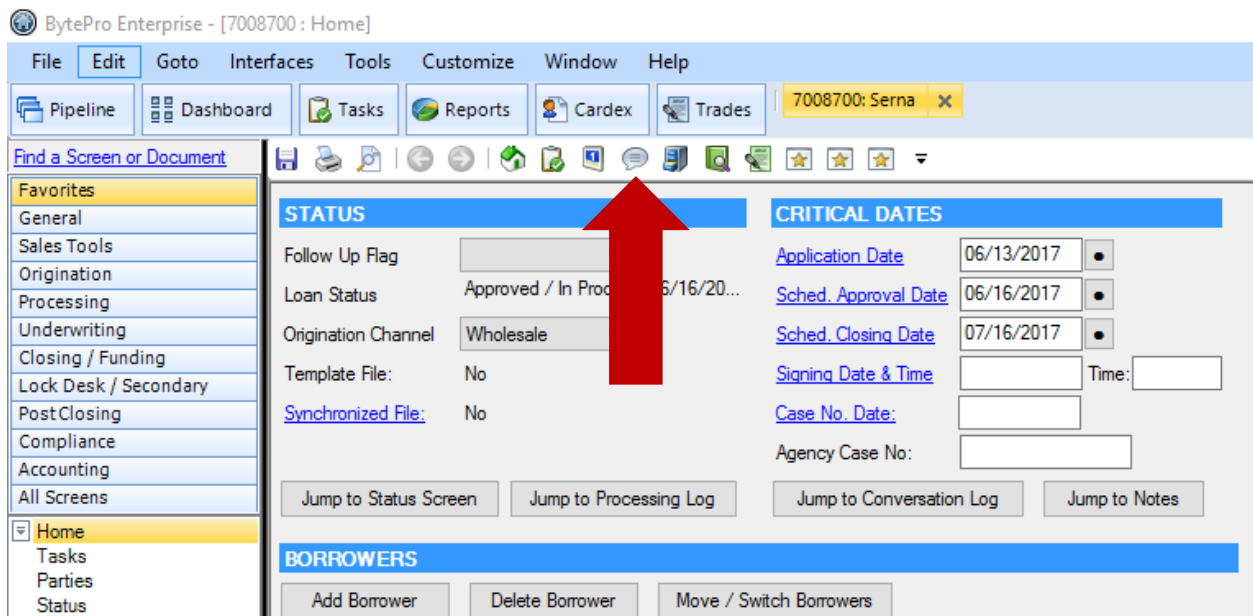 BytePro Enterprise - [7008700 : Home]
File Edit Goto Interfaces Tools Customize Window Help
Pipeline Dashboard Tasks Reports Cardex Trades 7008700: Serna
Find a Screen or Document
Favorites
General
Sales Tools
Origination
Processing
Underwriting
Closing / Funding
Lock Desk / Secondary
Post Closing
Compliance
Accounting
All Screens
Home
Tasks
Parties
Status
STATUS
Follow Up Flag
Loan Status Approved / In
Origination Channel Wholesale
Template File: No
Synchronized File: No
Jump to Status Screen Jump to Processing Log
CRITICAL DATES
Application Date 06/13/2017
Sched. Approval Date 06/16/2017
Sched. Closing Date 07/16/2017
Signing Date & Time Time:
Case No. Date:
Agency Case No:
Jump to Conversation Log Jump to Notes
BORROWERS
Add Borrower Delete Borrower Move / Switch Borrowers